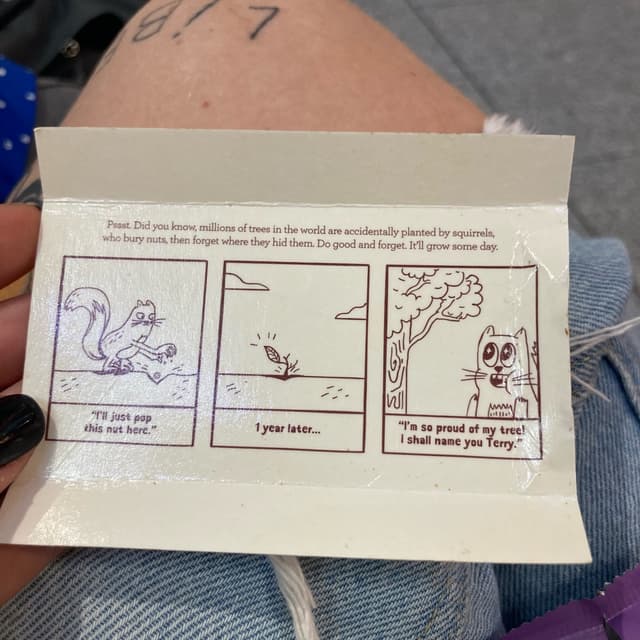 Pssst. Did you know, millions of trees in the world are accidentally planted by squirrels,
who bury nuts, then forget where they hid them. Do good and forget. It'll grow some day.
"I'll just pop
this nut here."
1 year later...
"I'm so proud of my tree!
I shall name you Terry."